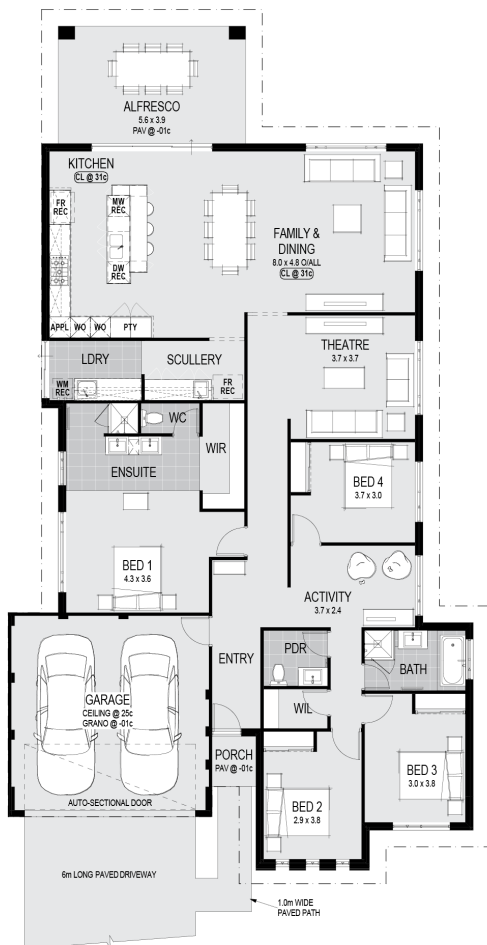 ALFRESCO
5.6 x 3.9
PAV @ -01c
KITCHEN
CL @ 31c
FR
REC
MW
REC
DW
REC
FAMILY &
DINING
8.0 x 4.8 O/ALL
CL @ 31c
APPL WO WO PTY
THEATRE
3.7 x 3.7
LDRY
SCULLERY
WM
REC
FR
REC
WC
WIR
ENSUITE
BED 4
3.7 x 3.0
BED 1
4.3 x 3.6
ACTIVITY
3.7 x 2.4
ENTRY
PDR
BATH
GARAGE
CEILING @ 25c
GRANO @ -01c
WIL
PORCH
PAV @ -01c
BED 3
3.0 x 3.8
AUTO-SECTIONAL DOOR
BED 2
2.9 x 3.8
6m LONG PAVED DRIVEWAY
1.0m WIDE
PAVED PATH